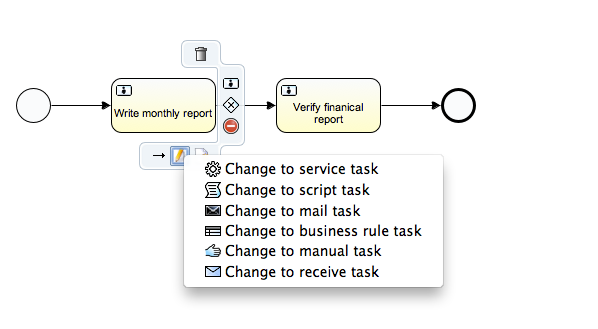 Write monthly report
Verify finanical
report
Change to service task
Change to script task
Change to mail task
Change to business rule task
Change to manual task
Change to receive task